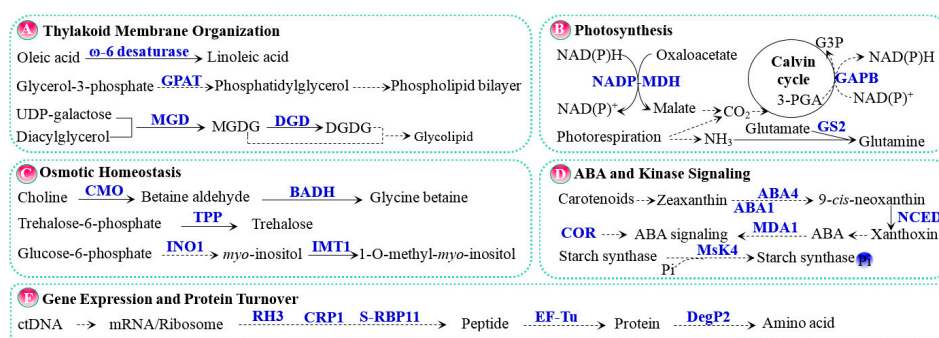 A Thylakoid Membrane Organization
Oleic acid ω-6 desaturase Linoleic acid
Glycerol-3-phosphate GPAT Phosphatidylglycerol Phospholipid bilayer
UDP-galactose
Diacylglycerol MGD MGDG DGD DGDG Glycolipid
B Photosynthesis
NAD(P)H Oxaloacetate G3P NAD(P)H
NADP-MDH Calvin cycle GAPB
NAD(P)+ Malate CO2 3-PGA NAD(P)+
Photorespiration NH3 Glutamate GS2 Glutamine
C Osmotic Homeostasis
Choline CMO Betaine aldehyde BADH Glycine betaine
Trehalose-6-phosphate TPP Trehalose
Glucose-6-phosphate INO1 myo-inositol IMT1 1-O-methyl-myo-inositol
D ABA and Kinase Signaling
Carotenoids Zeaxanthin ABA4 ABA1 9-cis-neoxanthin
NCED
COR ABA signaling MDA1 ABA Xanthoxin
Starch synthase Pi MsK4 Starch synthase Pi
E Gene Expression and Protein Turnover
ctDNA mRNA/Ribosome RH3 CRP1 S-RBP11 Peptide EF-Tu Protein DegP2 Amino acid